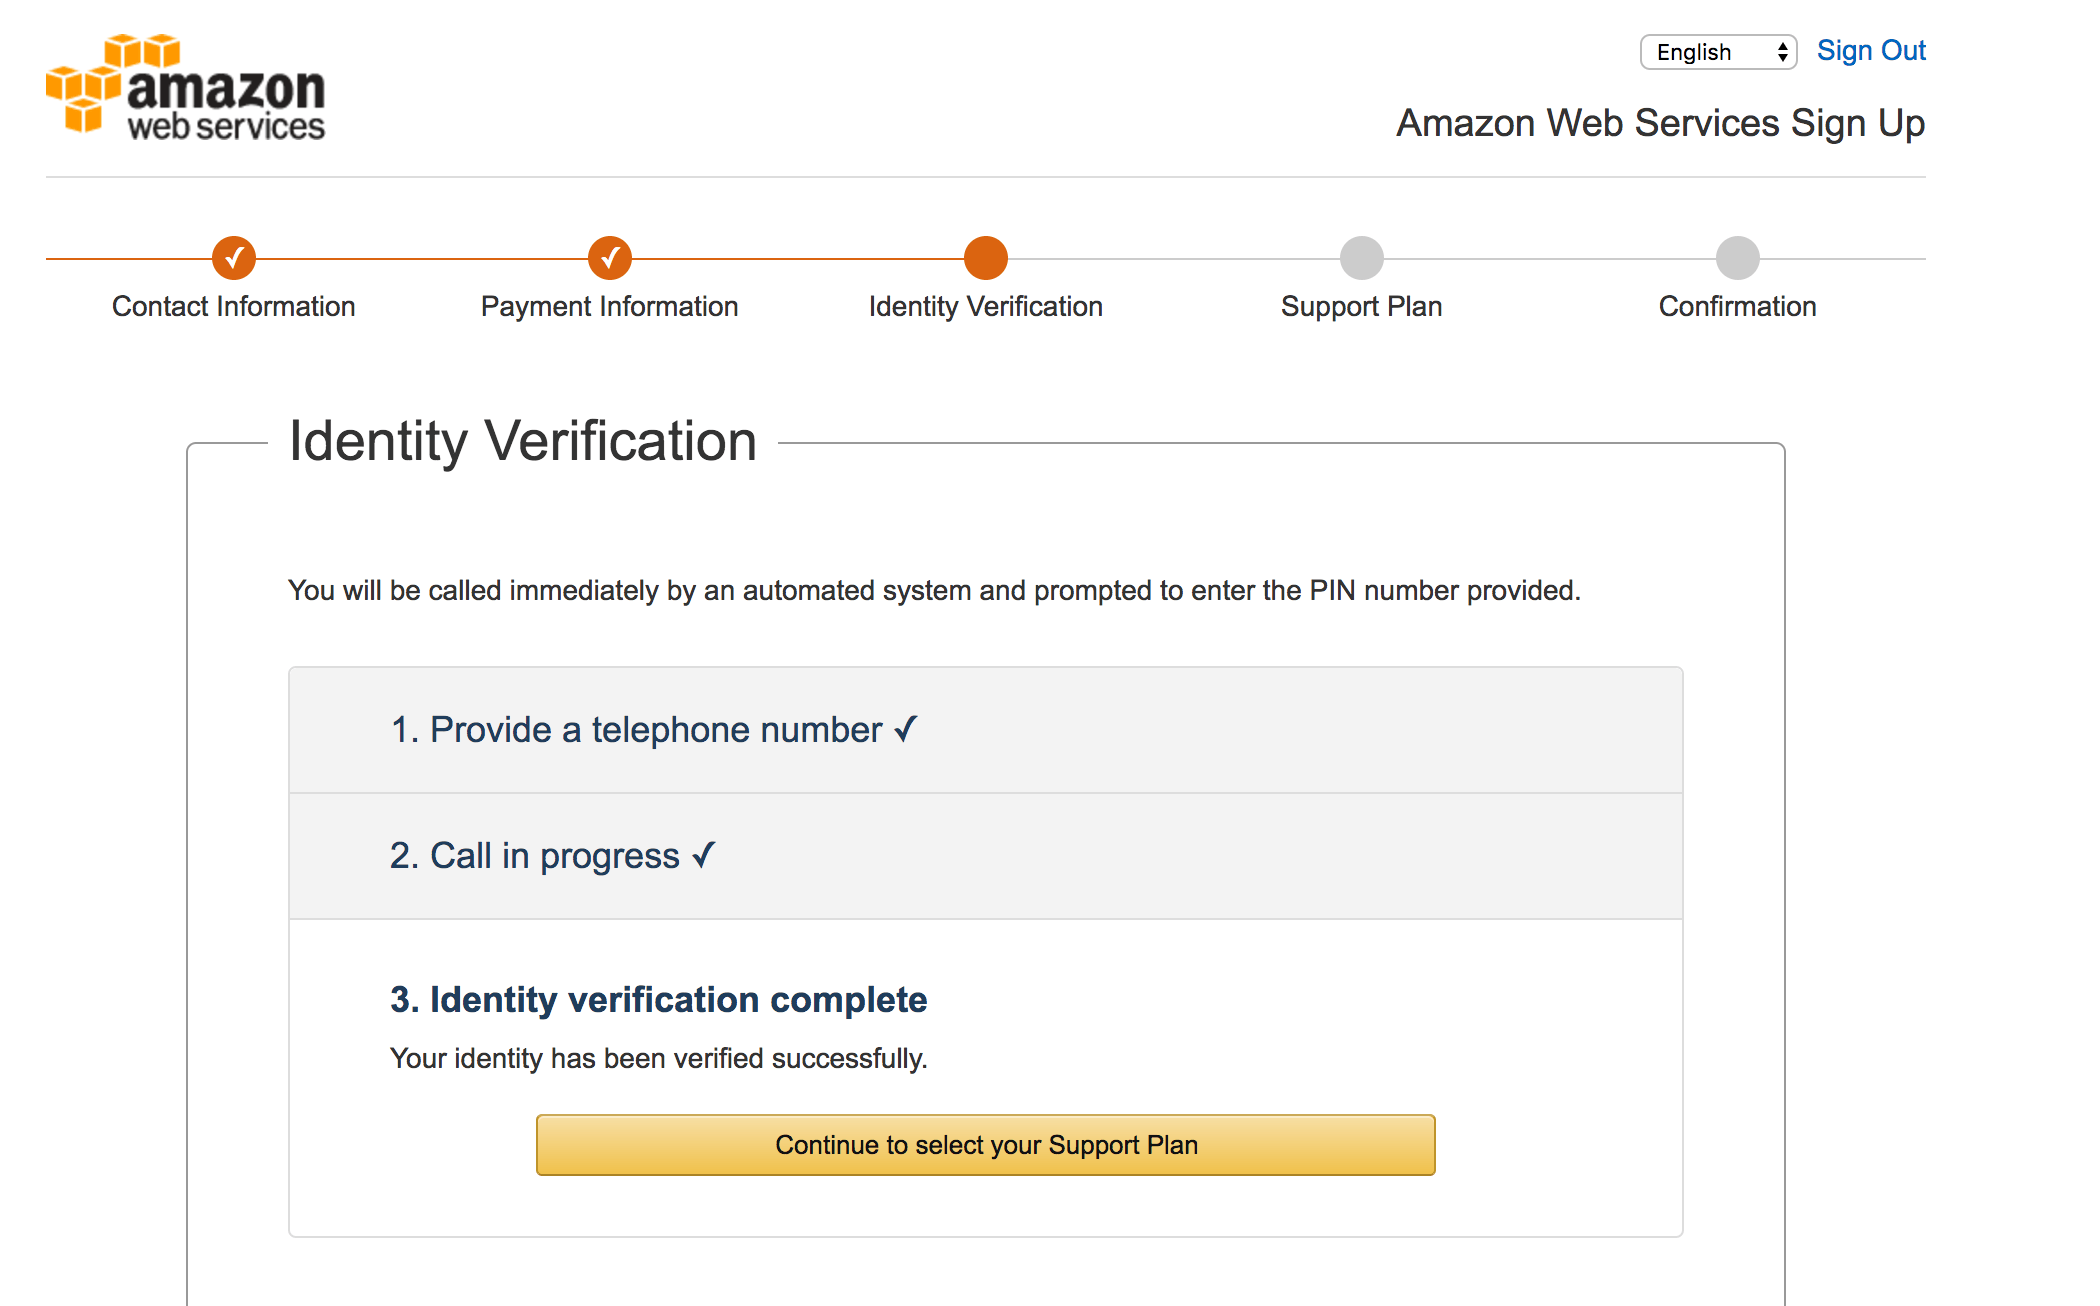 amazon
web services
English
Sign Out
Amazon Web Services Sign Up
Contact Information
Payment Information
Identity Verification
Support Plan
Confirmation
Identity Verification
You will be called immediately by an automated system and prompted to enter the PIN number provided.
1. Provide a telephone number ✓
2. Call in progress ✓
3. Identity verification complete
Your identity has been verified successfully.
Continue to select your Support Plan